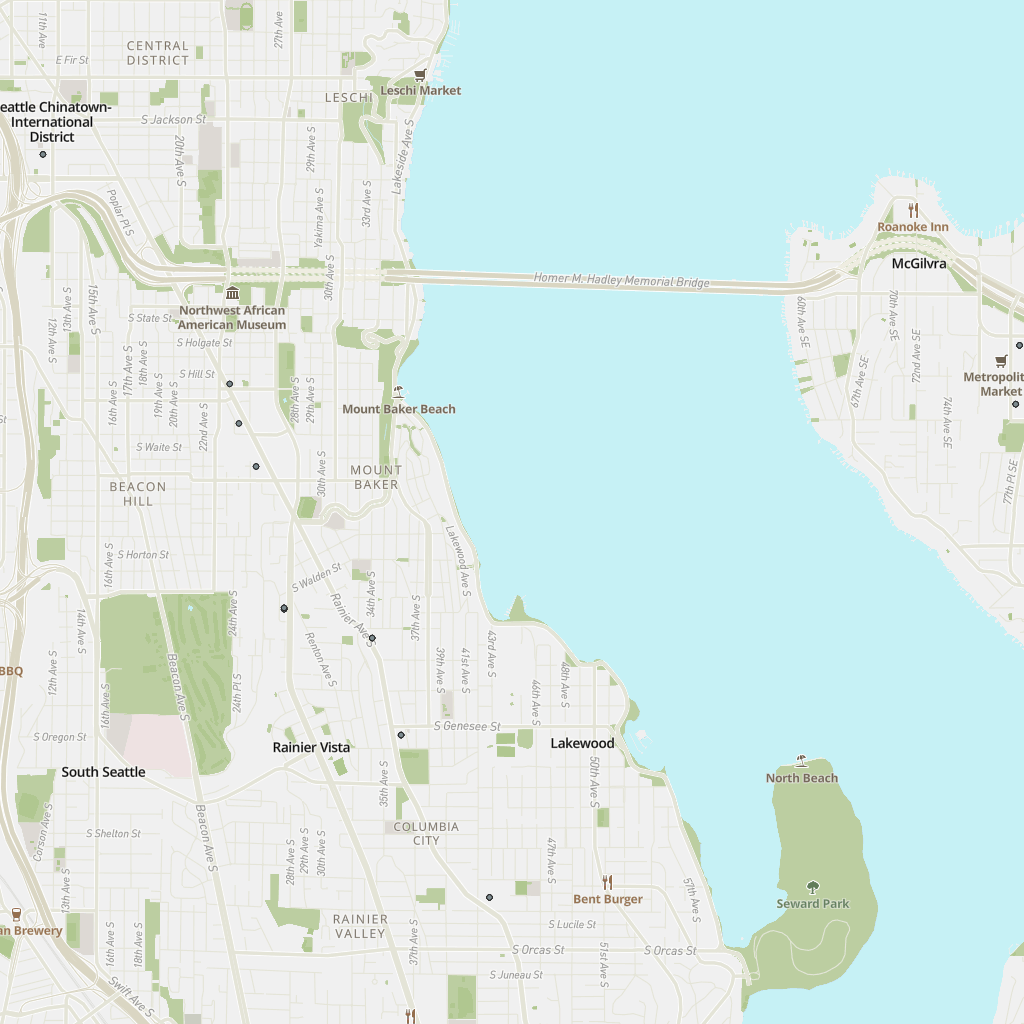 11th Ave
27th Ave
CENTRAL
DISTRICT
E Fir St
LESCHI
Leschi Market
eattle Chinatown-
International
District
S Jackson St
20th Ave S
29th Ave S
Lakeside Ave S
Poplar Pl S
Yakima Ave S
33rd Ave S
30th Ave S
Roanoke Inn
McGilvra
Homer M. Hadley Memorial Bridge
Northwest African
American Museum
15th Ave S
13th Ave S
12th Ave S
S State St
S Holgate St
17th Ave S
18th Ave S
S Hill St
19th Ave S
20th Ave S
16th Ave S
22nd Ave S
28th Ave S
29th Ave S
Mount Baker Beach
60th Ave SE
70th Ave SE
72nd Ave SE
67th Ave SE
74th Ave SE
77th Pl SE
Metropolit
Market
St
S Waite St
30th Ave S
MOUNT
BAKER
BEACON
HILL
S Horton St
16th Ave S
Lakewood Ave S
S Walden St
34th Ave S
Rainier Ave S
37th Ave S
14th Ave S
24th Ave S
Renton Ave S
43rd Ave S
39th Ave S
41st Ave S
48th Ave S
46th Ave S
BBQ
12th Ave S
Beacon Ave S
24th Pl S
16th Ave S
S Genesee St
S Oregon St
Rainier Vista
Lakewood
South Seattle
35th Ave S
50th Ave S
North Beach
Carson Ave S
S Shelton St
Beacon Ave S
COLUMBIA
CITY
28th Ave S
29th Ave S
30th Ave S
47th Ave S
13th Ave S
57th Ave S
Bent Burger
Seward Park
an Brewery
16th Ave S
18th Ave S
RAINIER
VALLEY
37th Ave S
S Lucile St
S Orcas St
S Orcas St
51st Ave S
S Juneau St
Swift Ave S